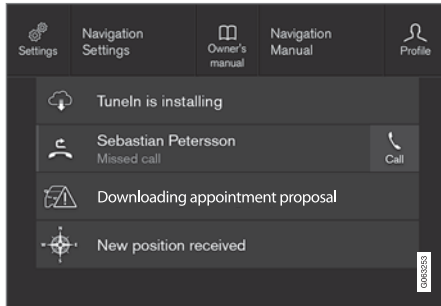 Settings
Navigation
Settings
Owner's
manual
Navigation
Manual
Profile
TuneIn is installing
Sebastian Petersson
Missed call
Call
Downloading appointment proposal
New position received
G063253